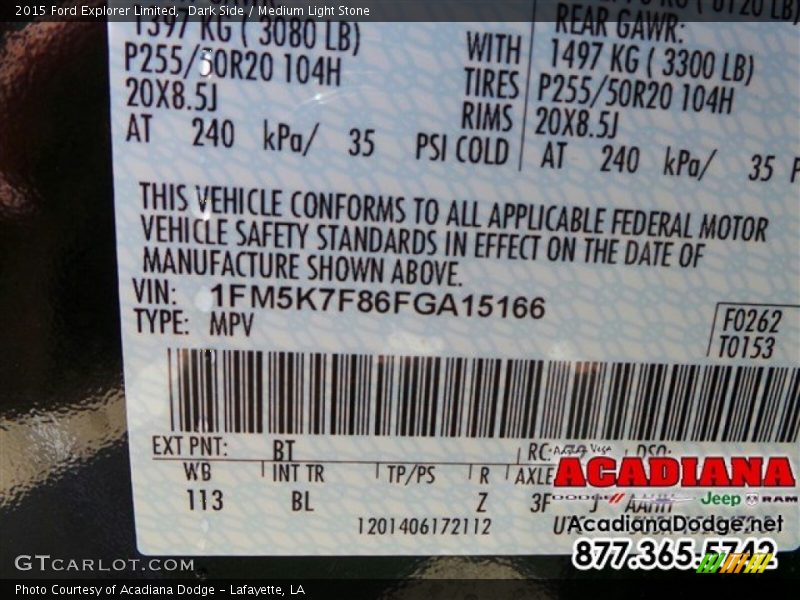 2015 Ford Explorer Limited, Dark Side / Medium Light Stone
1397 KG ( 3080 LB)
P255/50R20 104H
20X8.5J
AT 240 kPa/ 35 PSI COLD
WITH
TIRES
RIMS
REAR GAWR:
1497 KG ( 3300 LB)
P255/50R20 104H
20X8.5J
AT 240 kPa/ 35
THIS VEHICLE CONFORMS TO ALL APPLICABLE FEDERAL MOTOR
VEHICLE SAFETY STANDARDS IN EFFECT ON THE DATE OF
MANUFACTURE SHOWN ABOVE.
VIN: 1FM5K7F86FGA15166
TYPE: MPV
F0262
T0153
EXT PNT: BT RC: DSO:
WB INT TR TP/PS R AXLE
113 BL Z 3F J AAHH
1201406172112
ACADIANA
DODGE Jeep RAM
AcadianaDodge.net
877.365.5742
GTCARLOT.COM
Photo Courtesy of Acadiana Dodge – Lafayette, LA